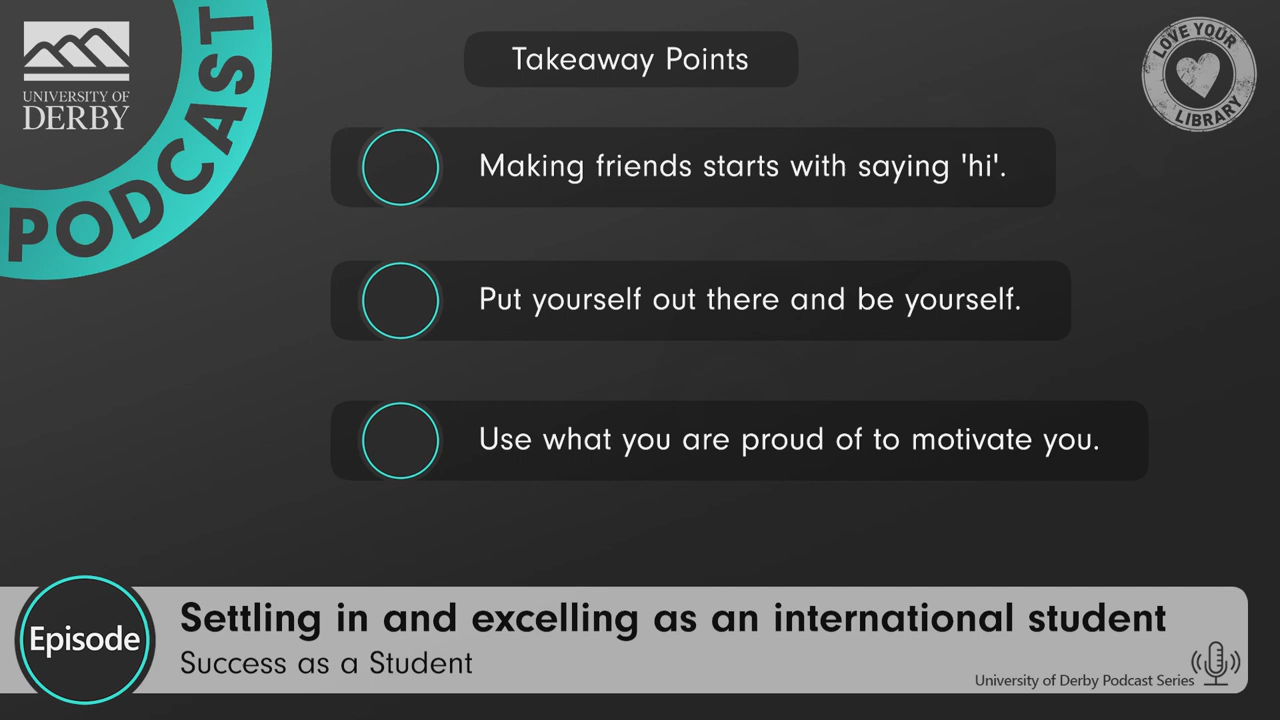 UNIVERSITY OF
DERBY
PODCAST
LOVE YOUR
LIBRARY
Takeaway Points
Making friends starts with saying 'hi'.
Put yourself out there and be yourself.
Use what you are proud of to motivate you.
Episode
Settling in and excelling as an international student
Success as a Student
University of Derby Podcast Series